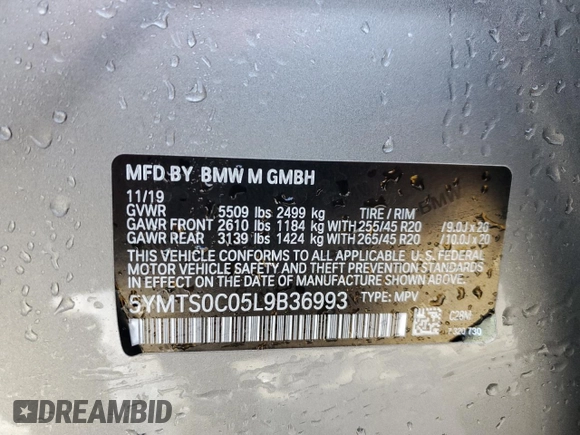 MFD BY BMW M GMBH
11/19
GVWR 5509 lbs 2499 kg TIRE / RIM
GAWR FRONT 2610 lbs 1184 kg WITH 255/45 R20 /9.0J x 20
GAWR REAR 3139 lbs 1424 kg WITH 265/45 R20 /10.0J x 20
THIS VEHICLE CONFORMS TO ALL APPLICABLE U. S. FEDERAL
MOTOR VEHICLE SAFETY, BUMPER, AND THEFT PREVENTION
STANDARDS IN EFFECT ON THE DATE OF MANUFACTURE SHOWN ABOVE.
5YMTS0C05L9B36993 TYPE: MPV
DREAMBID